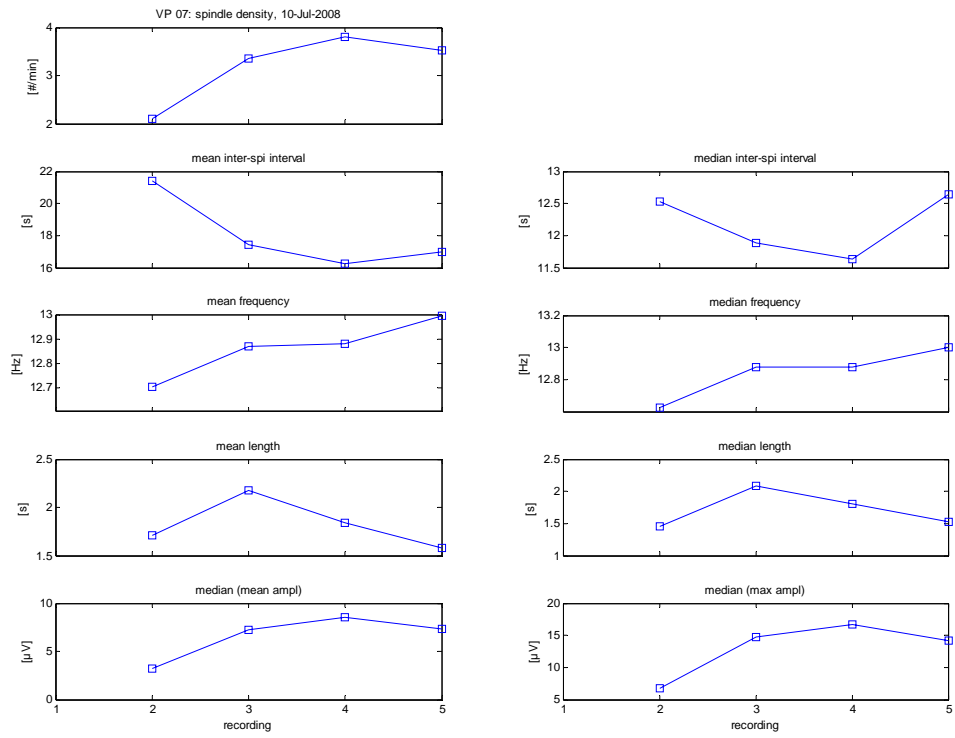 VP 07: spindle density, 10-Jul-2008
4
3
2
[#/min]
mean inter-spi interval
22
20
18
16
[s]
median inter-spi interval
13
12.5
12
11.5
[s]
mean frequency
13
12.9
12.8
12.7
[Hz]
median frequency
13.2
13
12.8
[Hz]
mean length
2.5
2
1.5
[s]
median length
2.5
2
1.5
1
[s]
median (mean ampl)
10
5
0
[µV]
1 2 3 4 5
recording
median (max ampl)
20
15
10
5
[µV]
1 2 3 4 5
recording